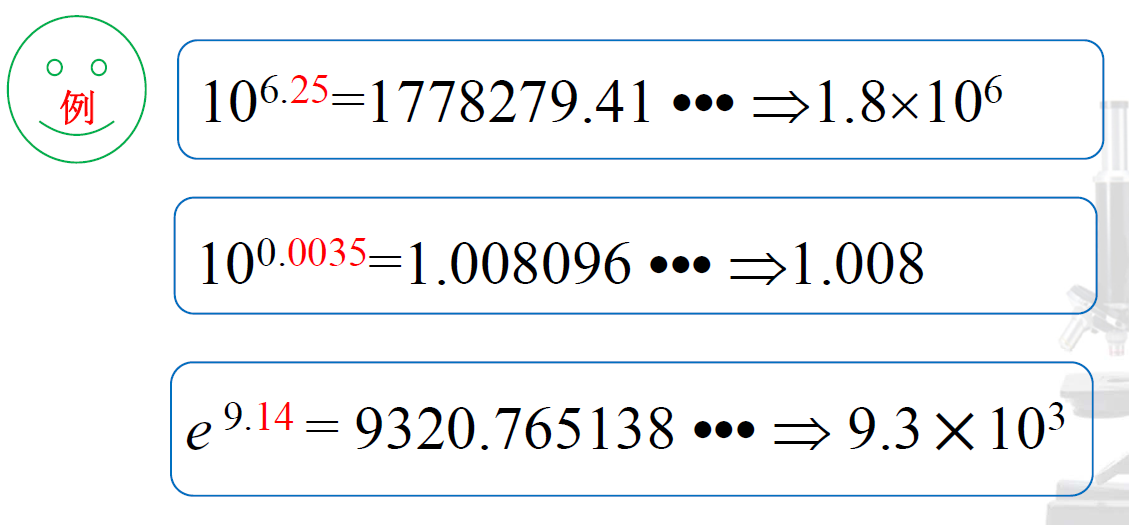 例
10^6.25=1778279.41 ••• ⇒1.8×10^6
10^0.0035=1.008096 ••• ⇒1.008
e^9.14 = 9320.765138 ••• ⇒ 9.3 × 10^3